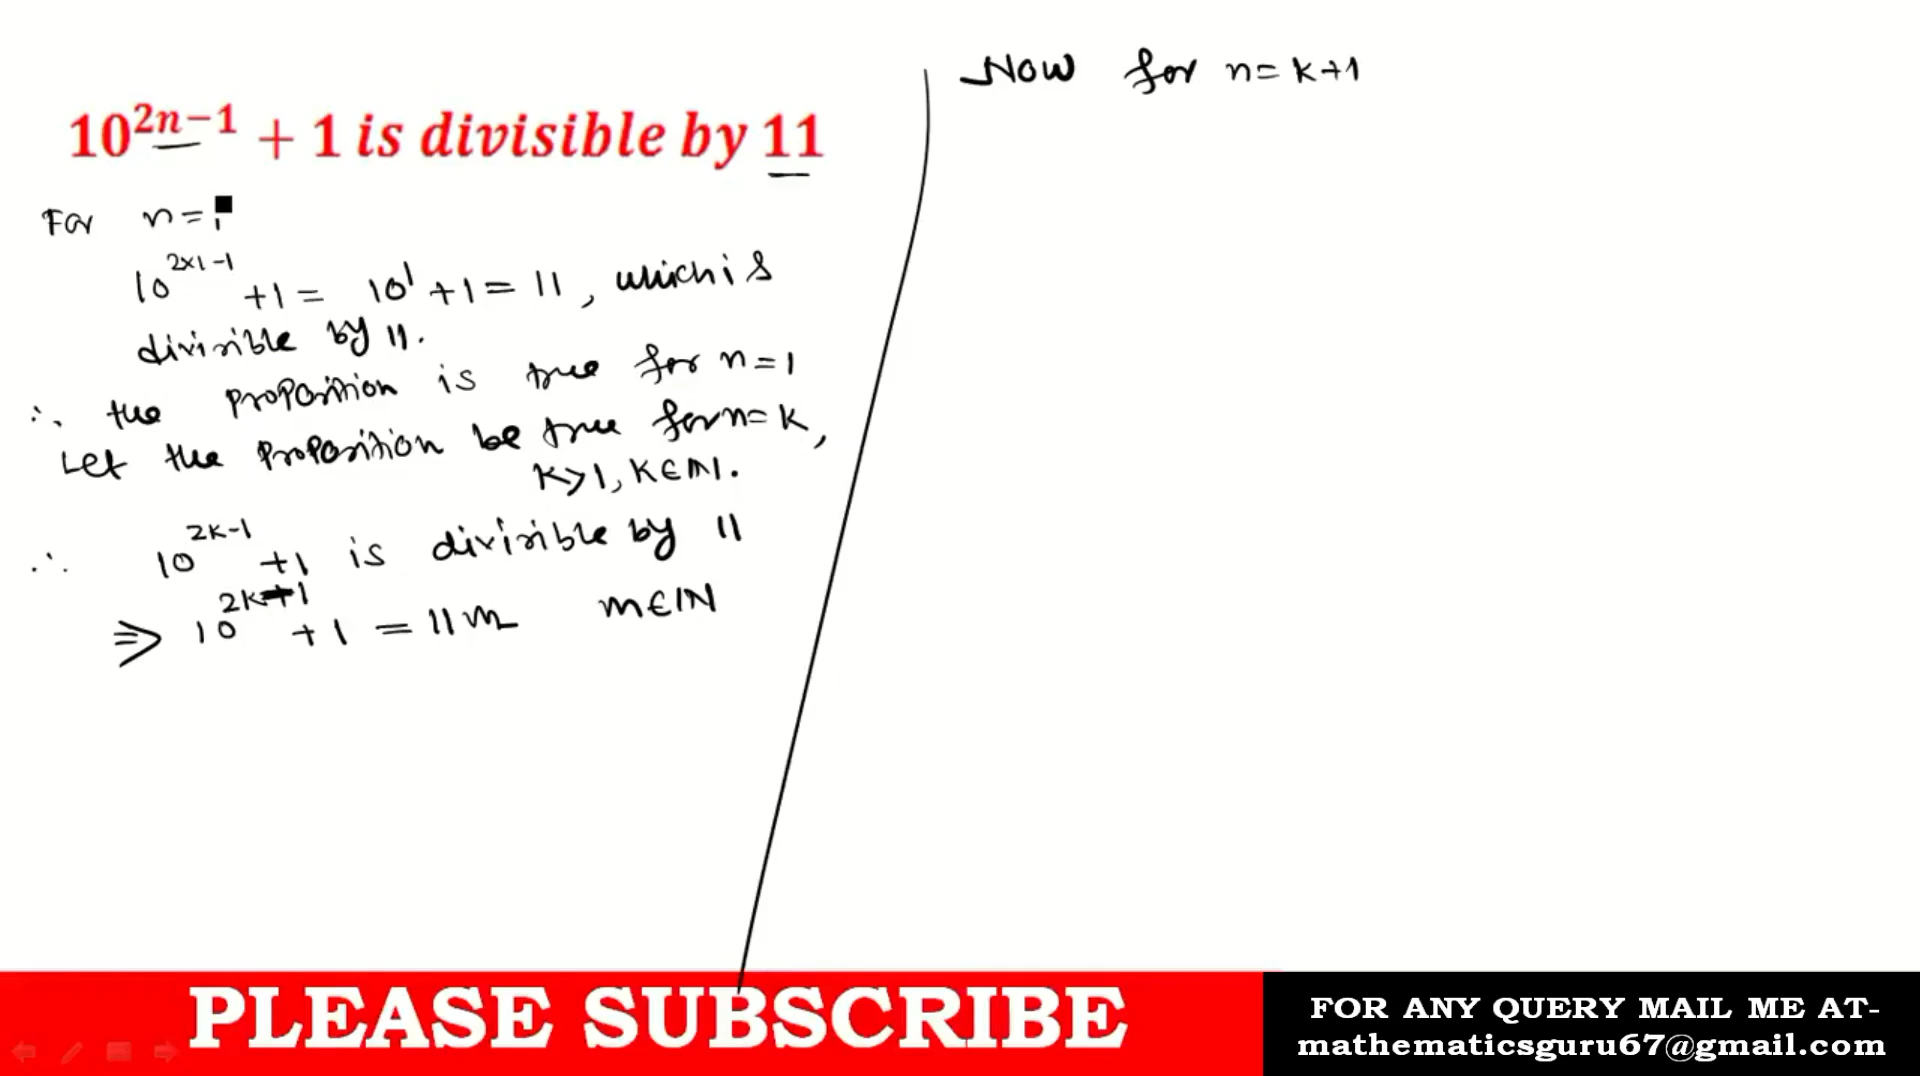 10^{2n-1} + 1 is divisible by 11
For n=1
10^{2×1-1} +1 = 10^1 +1 = 11, which is
divisible by 11.
∴ the proposition is true for n=1
Let the proposition be true for n=k,
k>1, k∈N.
∴ 10^{2k-1} +1 is divisible by 11
⇒ 10^{2k-1} +1 = 11m m∈N
Now for n=k+1
PLEASE SUBSCRIBE
FOR ANY QUERY MAIL ME AT-
mathematicsguru67@gmail.com